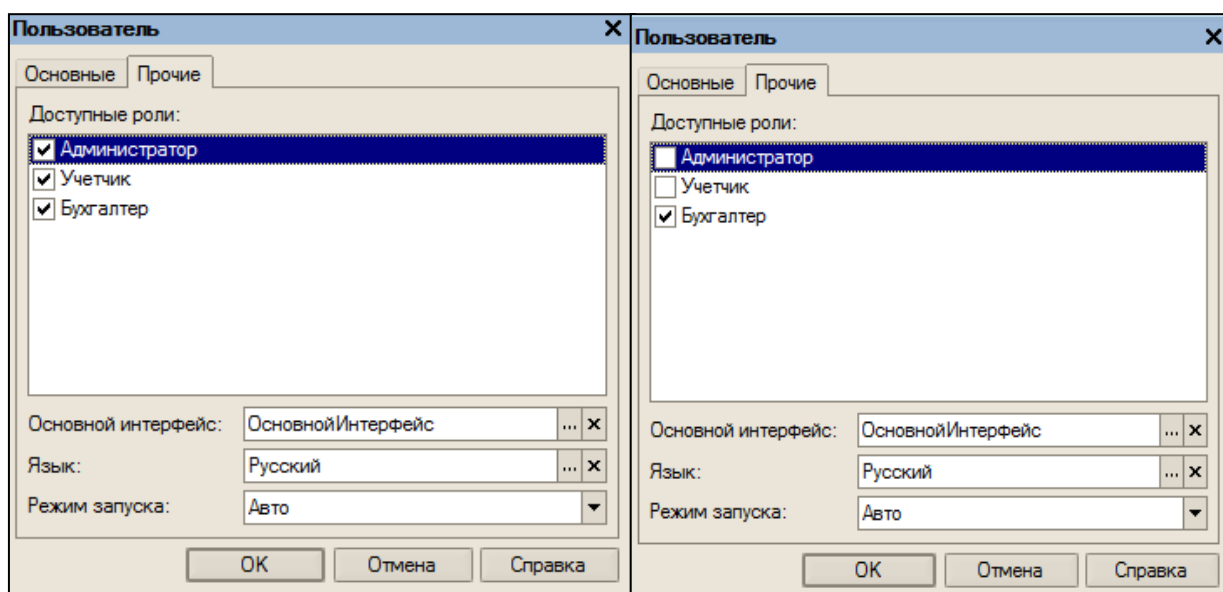 Пользователь
Основные Прочие
Доступные роли:
Администратор
Учетчик
Бухгалтер
Основной интерфейс: ОсновнойИнтерфейс ...
Язык: Русский ...
Режим запуска: Авто
OK Отмена Справка
Пользователь
Основные Прочие
Доступные роли:
Администратор
Учетчик
Бухгалтер
Основной интерфейс: ОсновнойИнтерфейс ...
Язык: Русский ...
Режим запуска: Авто
OK Отмена Справка